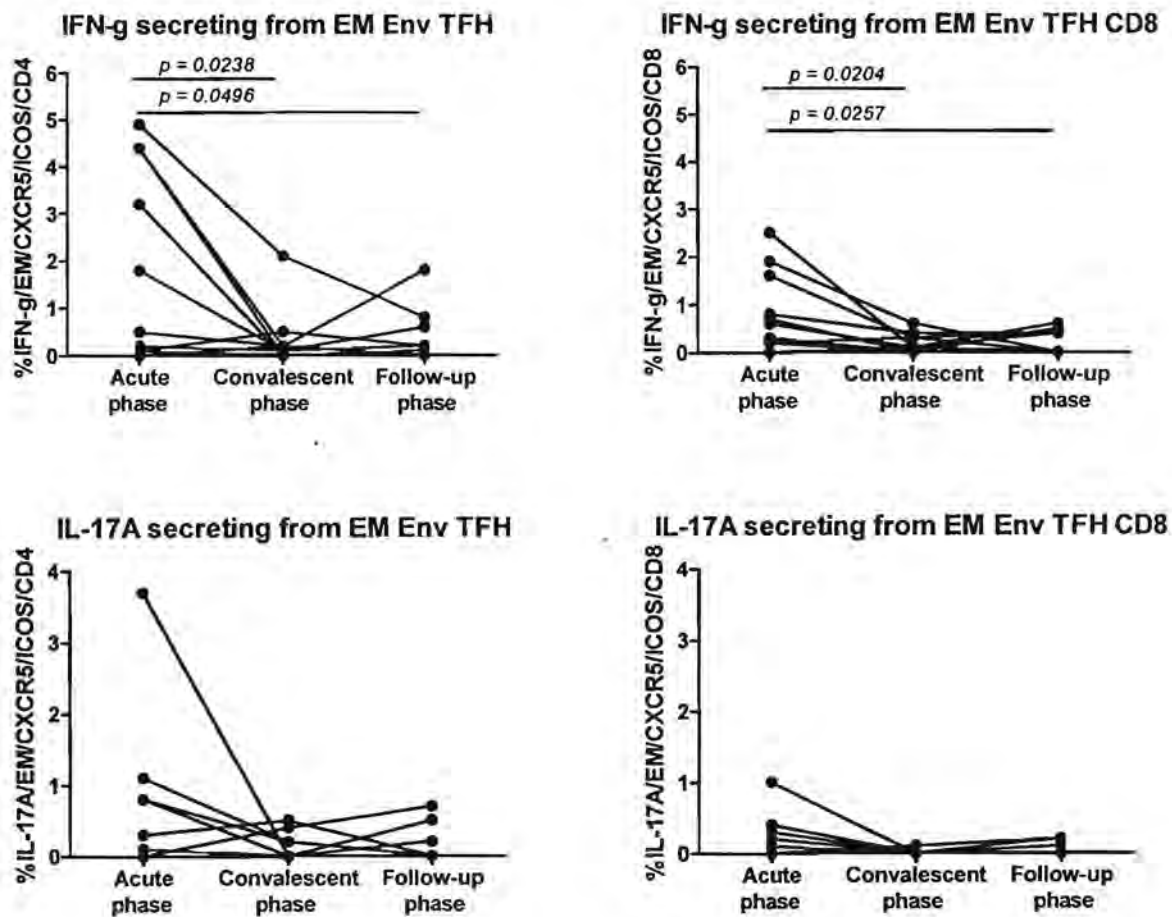 IFN-g secreting from EM Env TFH
%IFN-g/EM/CXCR5/ICOS/CD4
6
5
4
3
2
1
0
p = 0.0238
p = 0.0496
Acute phase
Convalescent phase
Follow-up phase
IFN-g secreting from EM Env TFH CD8
%IFN-g/EM/CXCR5/ICOS/CD8
6
5
4
3
2
1
0
p = 0.0204
p = 0.0257
Acute phase
Convalescent phase
Follow-up phase
IL-17A secreting from EM Env TFH
%IL-17A/EM/CXCR5/ICOS/CD4
4
3
2
1
0
Acute phase
Convalescent phase
Follow-up phase
IL-17A secreting from EM Env TFH CD8
%IL-17A/EM/CXCR5/ICOS/CD8
4
3
2
1
0
Acute phase
Convalescent phase
Follow-up phase